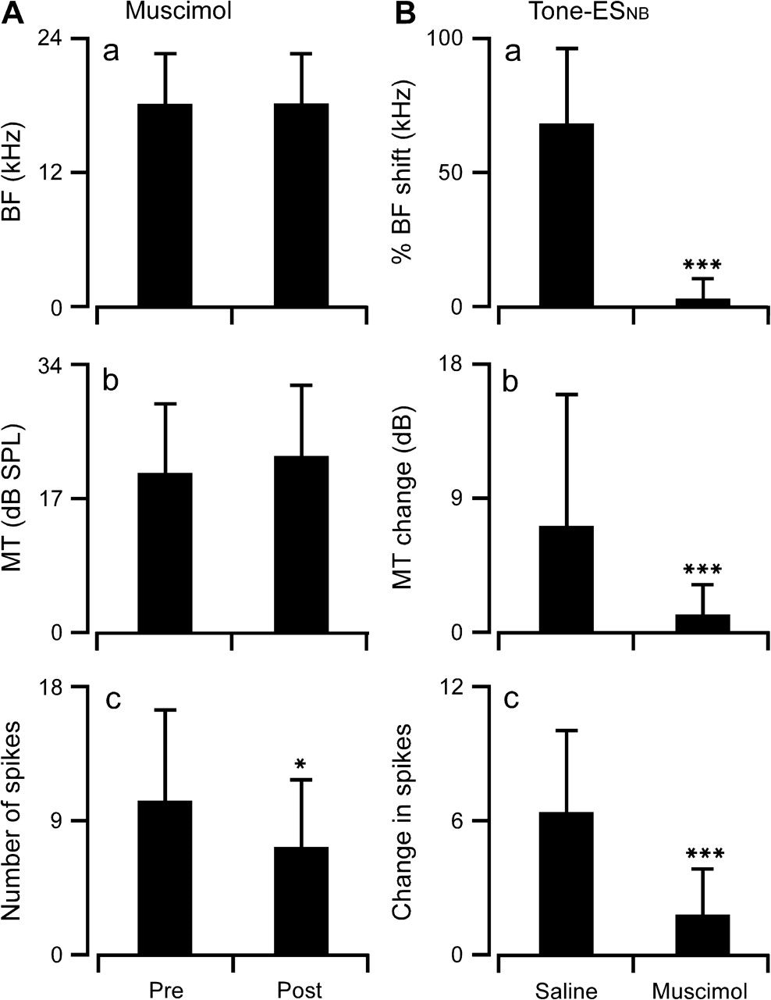 A
Muscimol
a
24
12
0
BF (kHz)
b
34
17
0
MT (dB SPL)
c
18
9
0
Number of spikes
*
Pre
Post
B
Tone-ESNB
a
100
50
0
% BF shift (kHz)
***
b
18
9
0
MT change (dB)
***
c
12
6
0
Change in spikes
***
Saline
Muscimol